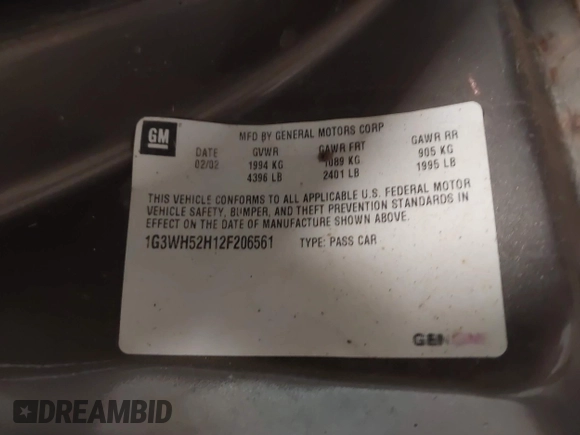 GM
MFD BY GENERAL MOTORS CORP
DATE GVWR GAWR FRT GAWR RR
02/02 1994 KG 1089 KG 905 KG
4396 LB 2401 LB 1995 LB
THIS VEHICLE CONFORMS TO ALL APPLICABLE U.S. FEDERAL MOTOR
VEHICLE SAFETY, BUMPER, AND THEFT PREVENTION STANDARDS IN
EFFECT ON THE DATE OF MANUFACTURE SHOWN ABOVE.
1G3WH52H12F206561 TYPE: PASS CAR
GENUINE
DREAMBID